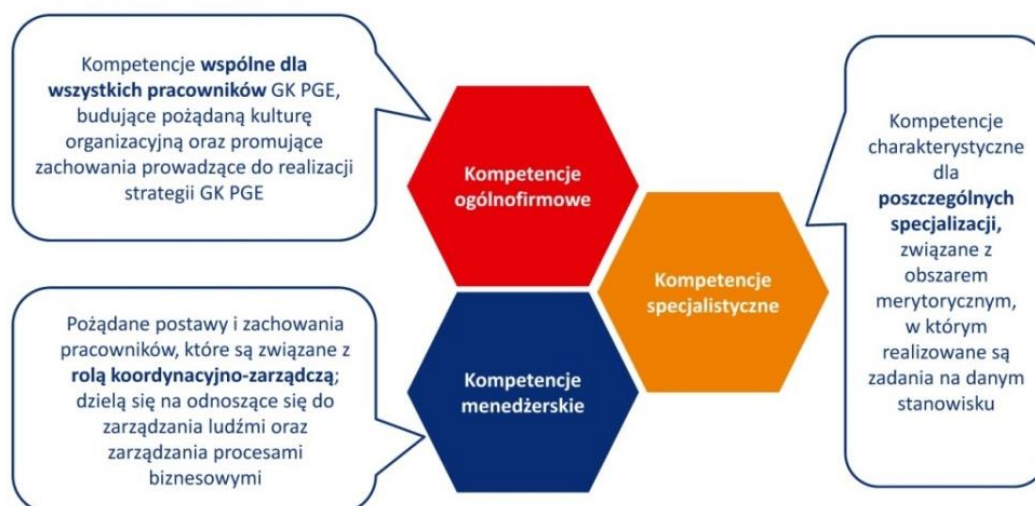 Kompetencje wspólne dla
wszystkich pracowników GK PGE,
budujące pożądaną kulturę
organizacyjną oraz promujące
zachowania prowadzące do realizacji
strategii GK PGE
Kompetencje
ogólnofirmowe
Kompetencje
charakterystyczne
dla
poszczególnych
specjalizacji,
związane z
obszarem
merytorycznym,
w którym
realizowane są
zadania na danym
stanowisku
Kompetencje
specjalistyczne
Pożądane postawy i zachowania
pracowników, które są związane z
rolą koordynacyjno-zarządczą;
dzielą się na odnoszące się do
zarządzania ludźmi oraz
zarządzania procesami
biznesowymi
Kompetencje
menedżerskie